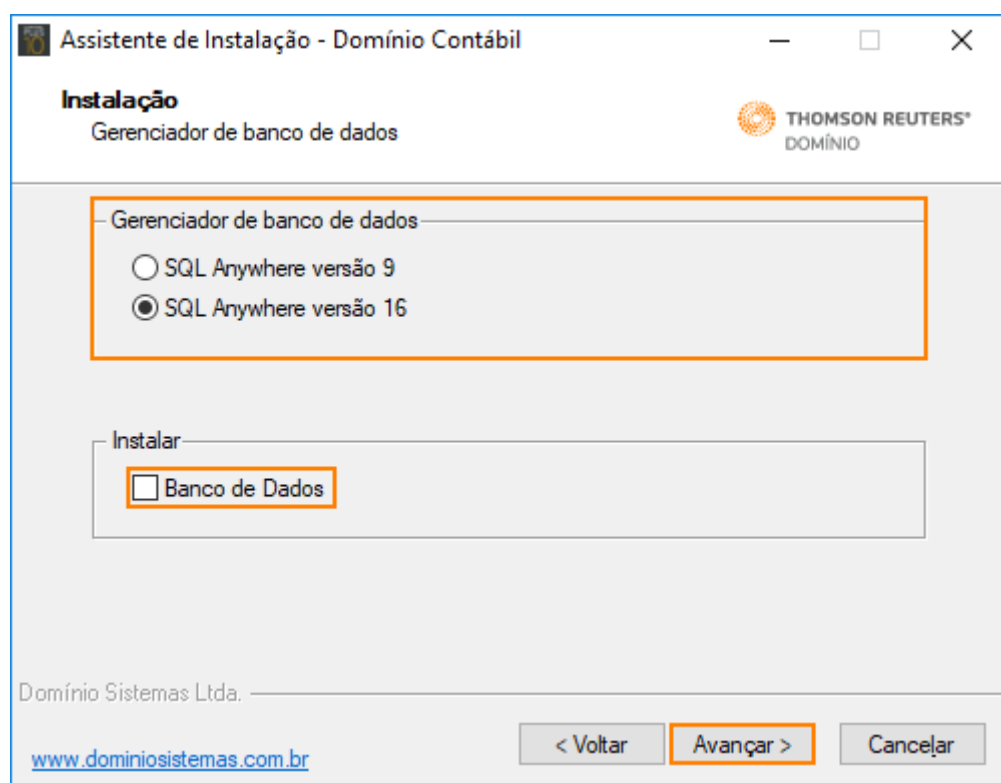 Assistente de Instalação - Domínio Contábil
Instalação
Gerenciador de banco de dados
THOMSON REUTERS®
DOMÍNIO
Gerenciador de banco de dados
SQL Anywhere versão 9
SQL Anywhere versão 16
Instalar
Banco de Dados
Domínio Sistemas Ltda.
www.dominiosistemas.com.br
< Voltar
Avançar >
Cancelar